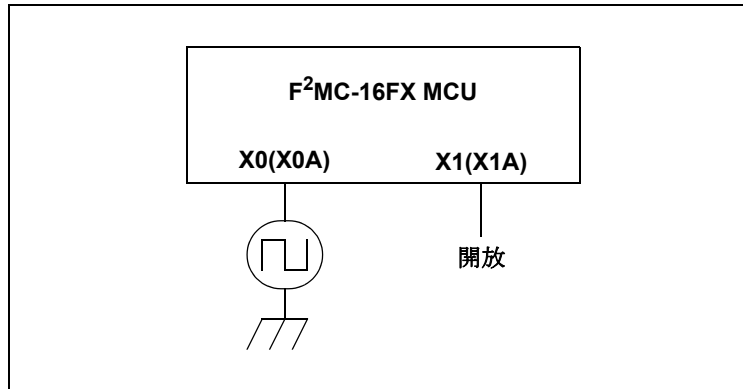 F²MC-16FX MCU
X0(X0A) X1(X1A)
開放